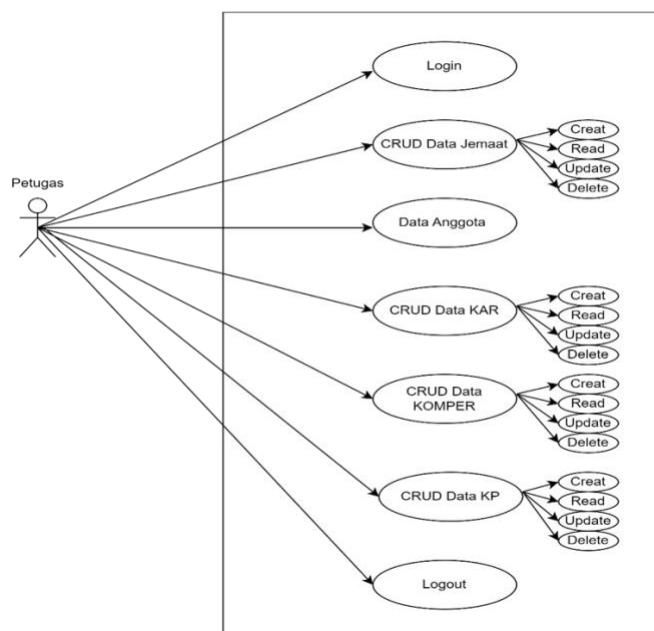 Login
CRUD Data Jemaat
Creat
Read
Update
Delete
Petugas
Data Anggota
CRUD Data KAR
Creat
Read
Update
Delete
CRUD Data
KOMPER
Creat
Read
Update
Delete
CRUD Data KP
Creat
Read
Update
Delete
Logout